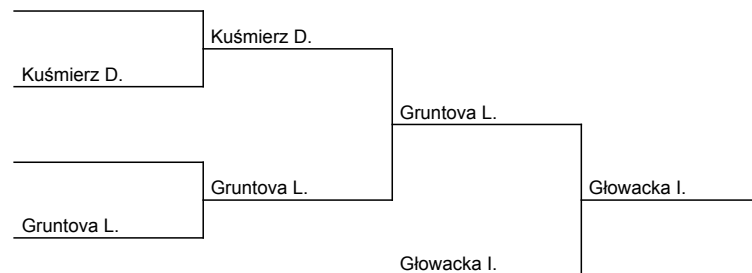 Kuśmierz D.
Kuśmierz D.
Gruntova L.
Gruntova L.
Głowacka I.
Gruntova L.
Głowacka I.